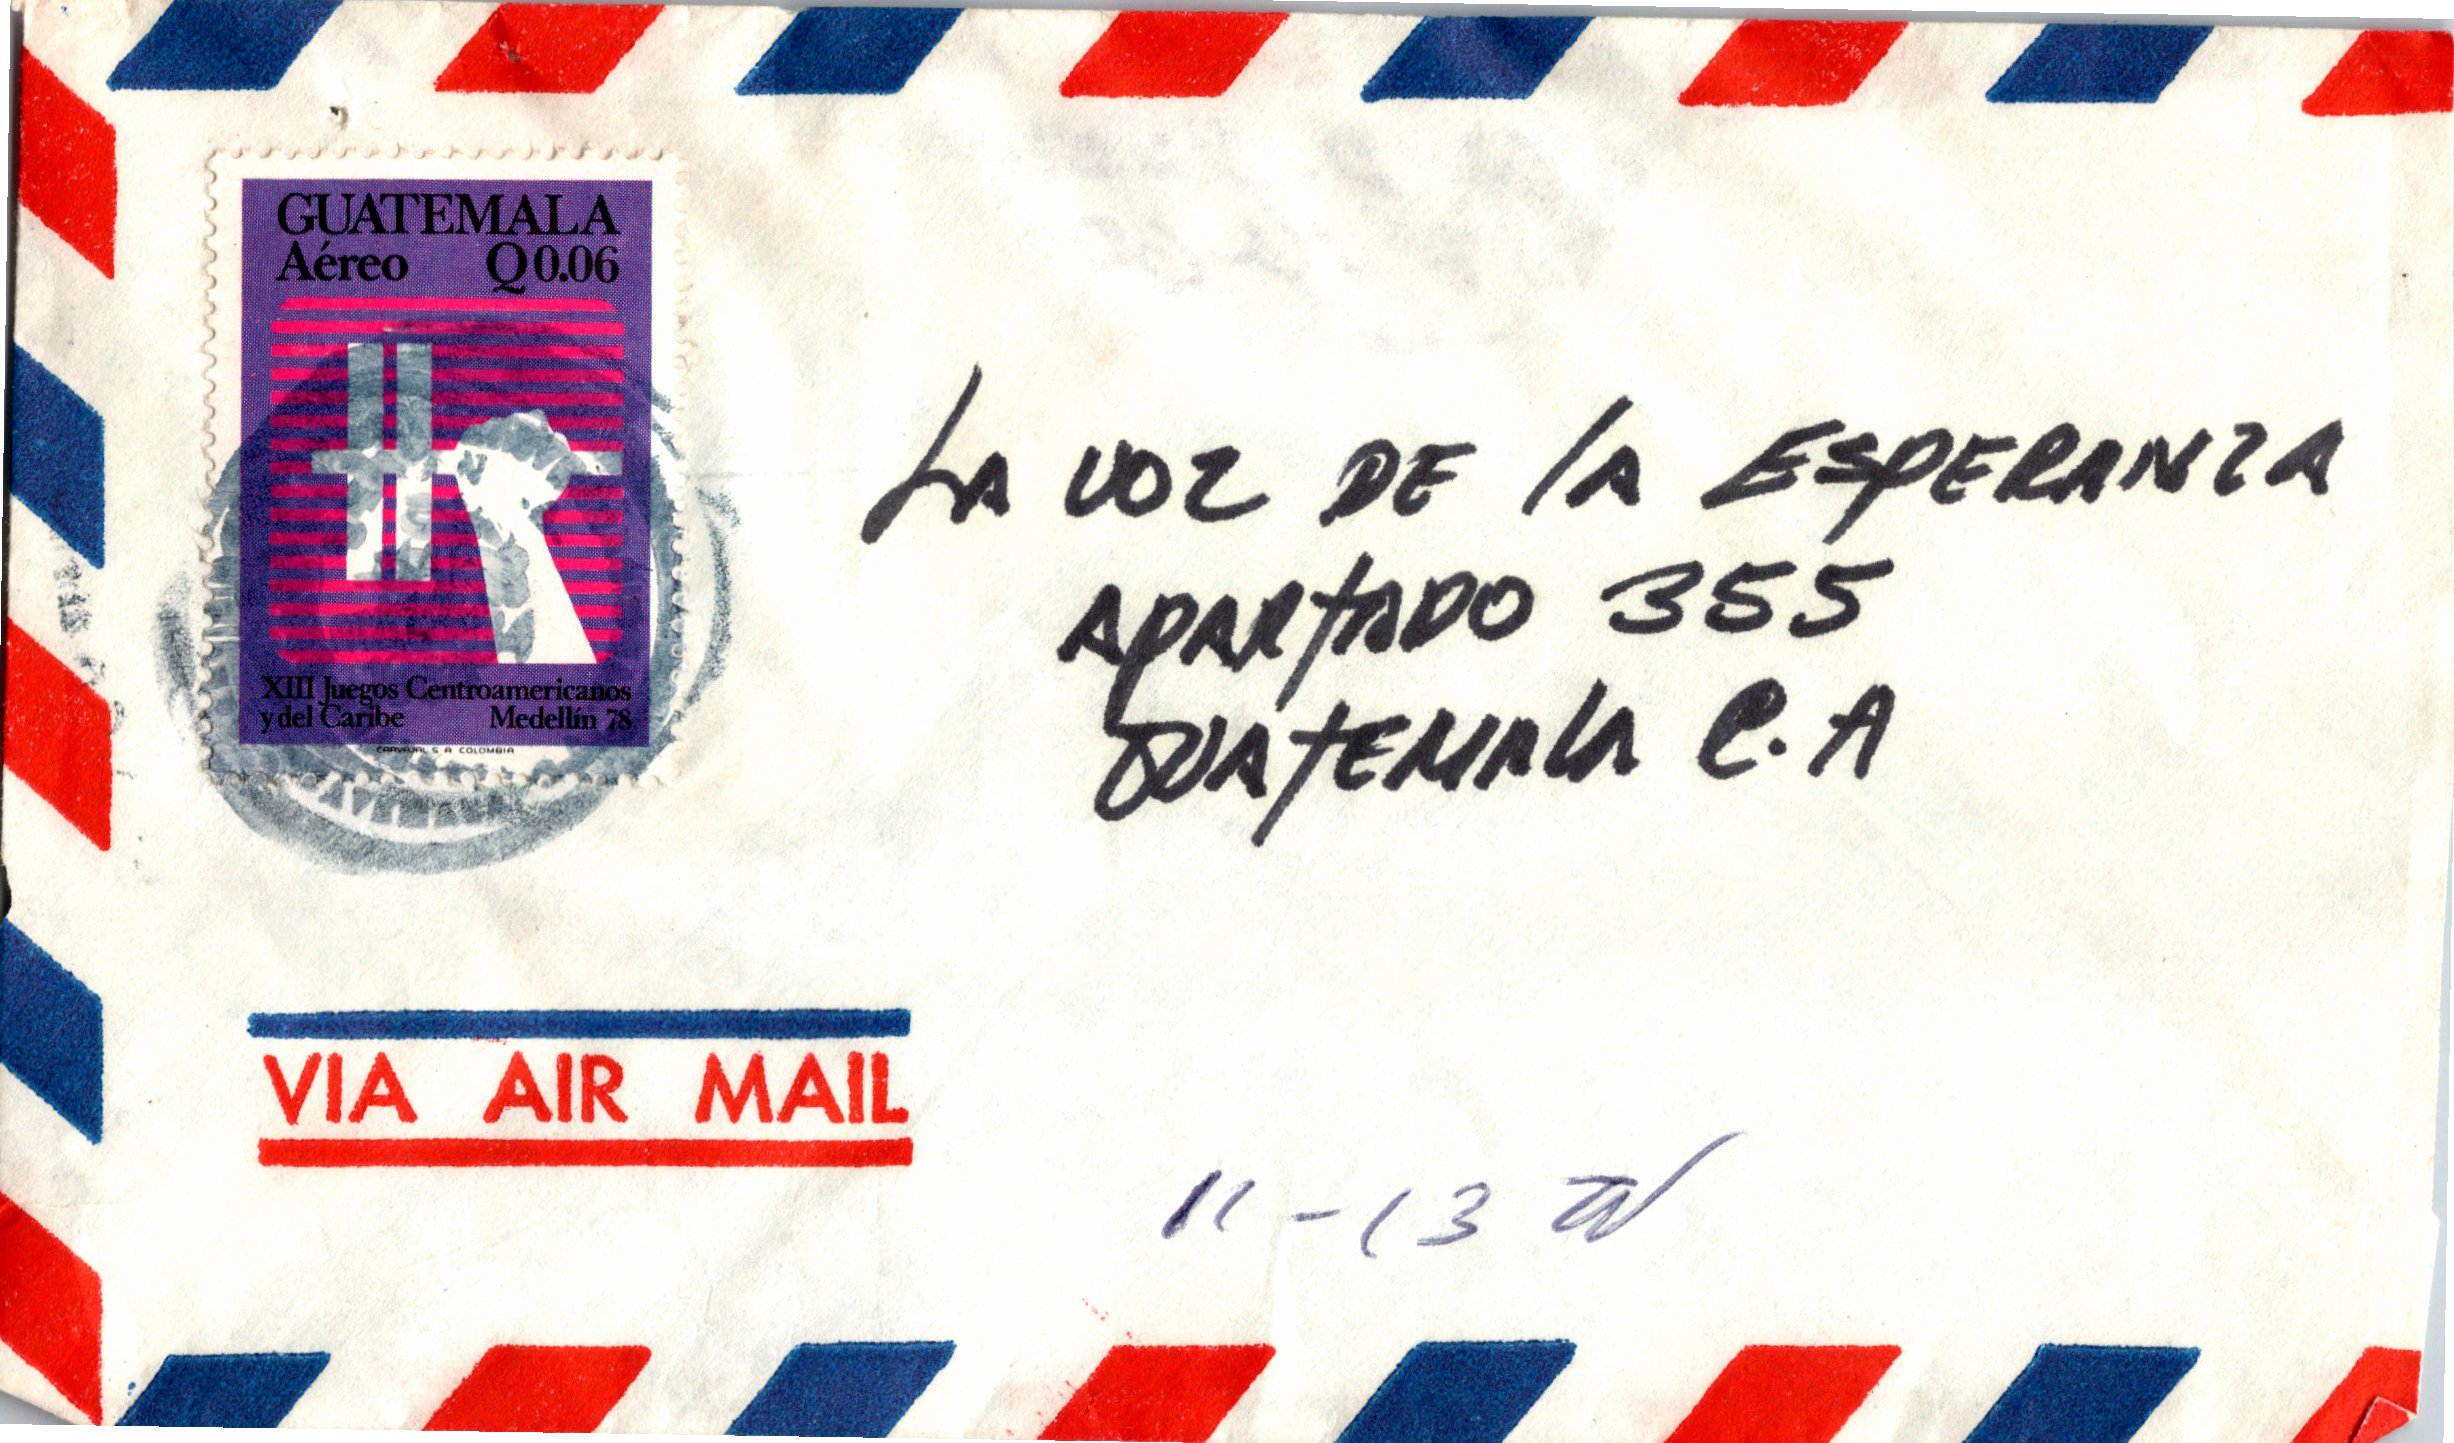 GUATEMALA
Aéreo Q0.06
XIII Juegos Centroamericanos
y del Caribe Medellín 78
CARVAJAL S A COLOMBIA
LA VOZ DE LA ESPERANZA
APARTADO 355
GUATEMALA C.A
VIA AIR MAIL
11-13